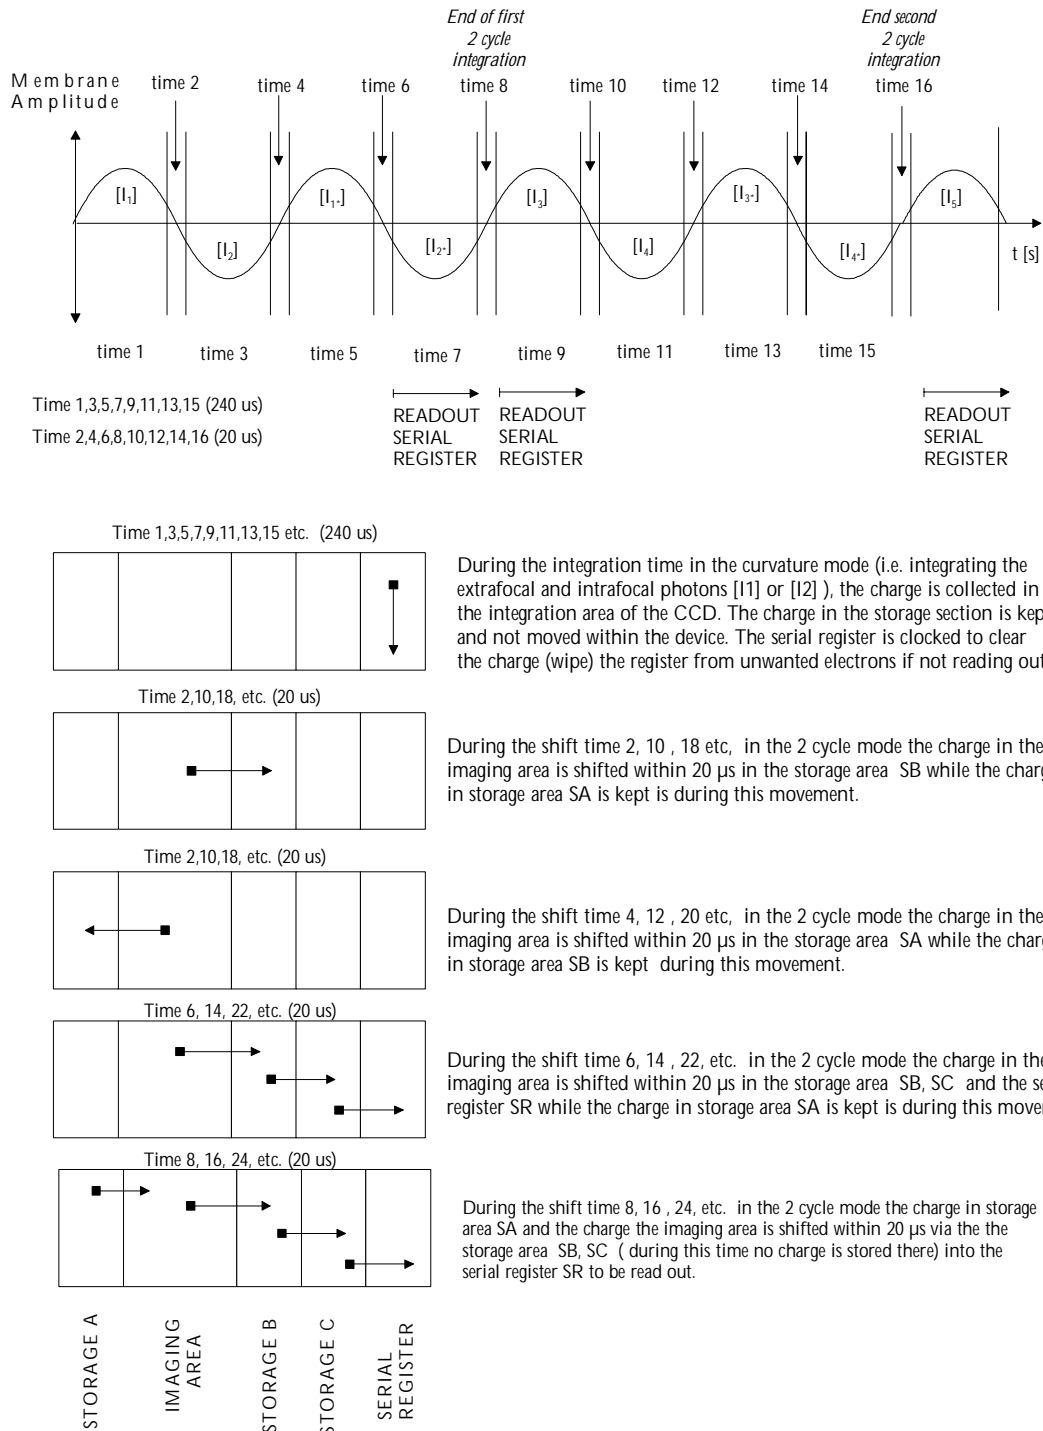 End of first
2 cycle
integration
End second
2 cycle
integration
Membrane
Amplitude
time 2
time 4
time 6
time 8
time 10
time 12
time 14
time 16
[I1]
[I1*]
[I3]
[I3*]
[I5]
[I2]
[I2*]
[I4]
[I4*]
t [s]
time 1
time 3
time 5
time 7
time 9
time 11
time 13
time 15
Time 1,3,5,7,9,11,13,15 (240 us)
Time 2,4,6,8,10,12,14,16 (20 us)
READOUT
SERIAL
REGISTER
READOUT
SERIAL
REGISTER
READOUT
SERIAL
REGISTER
Time 1,3,5,7,9,11,13,15 etc. (240 us)
During the integration time in the curvature mode (i.e. integrating the
extrafocal and intrafocal photons [I1] or [I2] ), the charge is collected in
the integration area of the CCD. The charge in the storage section is kep
and not moved within the device. The serial register is clocked to clear
the charge (wipe) the register from unwanted electrons if not reading out
Time 2,10,18, etc. (20 us)
During the shift time 2, 10 , 18 etc, in the 2 cycle mode the charge in the
imaging area is shifted within 20 µs in the storage area SB while the charg
in storage area SA is kept is during this movement.
Time 2,10,18, etc. (20 us)
During the shift time 4, 12 , 20 etc, in the 2 cycle mode the charge in the
imaging area is shifted within 20 µs in the storage area SA while the charg
in storage area SB is kept during this movement.
Time 6, 14, 22, etc. (20 us)
During the shift time 6, 14 , 22, etc. in the 2 cycle mode the charge in the
imaging area is shifted within 20 µs in the storage area SB, SC and the se
register SR while the charge in storage area SA is kept is during this move
Time 8, 16, 24, etc. (20 us)
During the shift time 8, 16 , 24, etc. in the 2 cycle mode the charge in storage
area SA and the charge the imaging area is shifted within 20 µs via the the
storage area SB, SC ( during this time no charge is stored there) into the
serial register SR to be read out.
STORAGE A
IMAGING
AREA
STORAGE B
STORAGE C
SERIAL
REGISTER